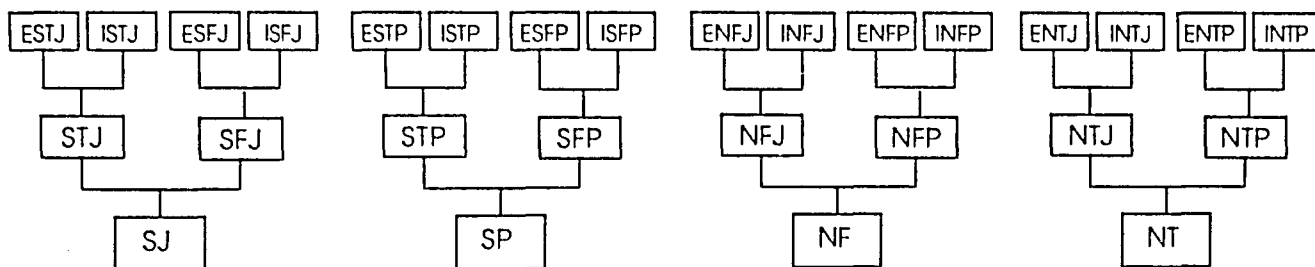 ESTJ ISTJ ESFJ ISFJ ESTP ISTP ESFP ISFP ENFJ INFJ ENFP INFP ENTJ INTJ ENTP INTP
STJ SFJ STP SFP NFJ NFP NTJ NTP
SJ SP NF NT